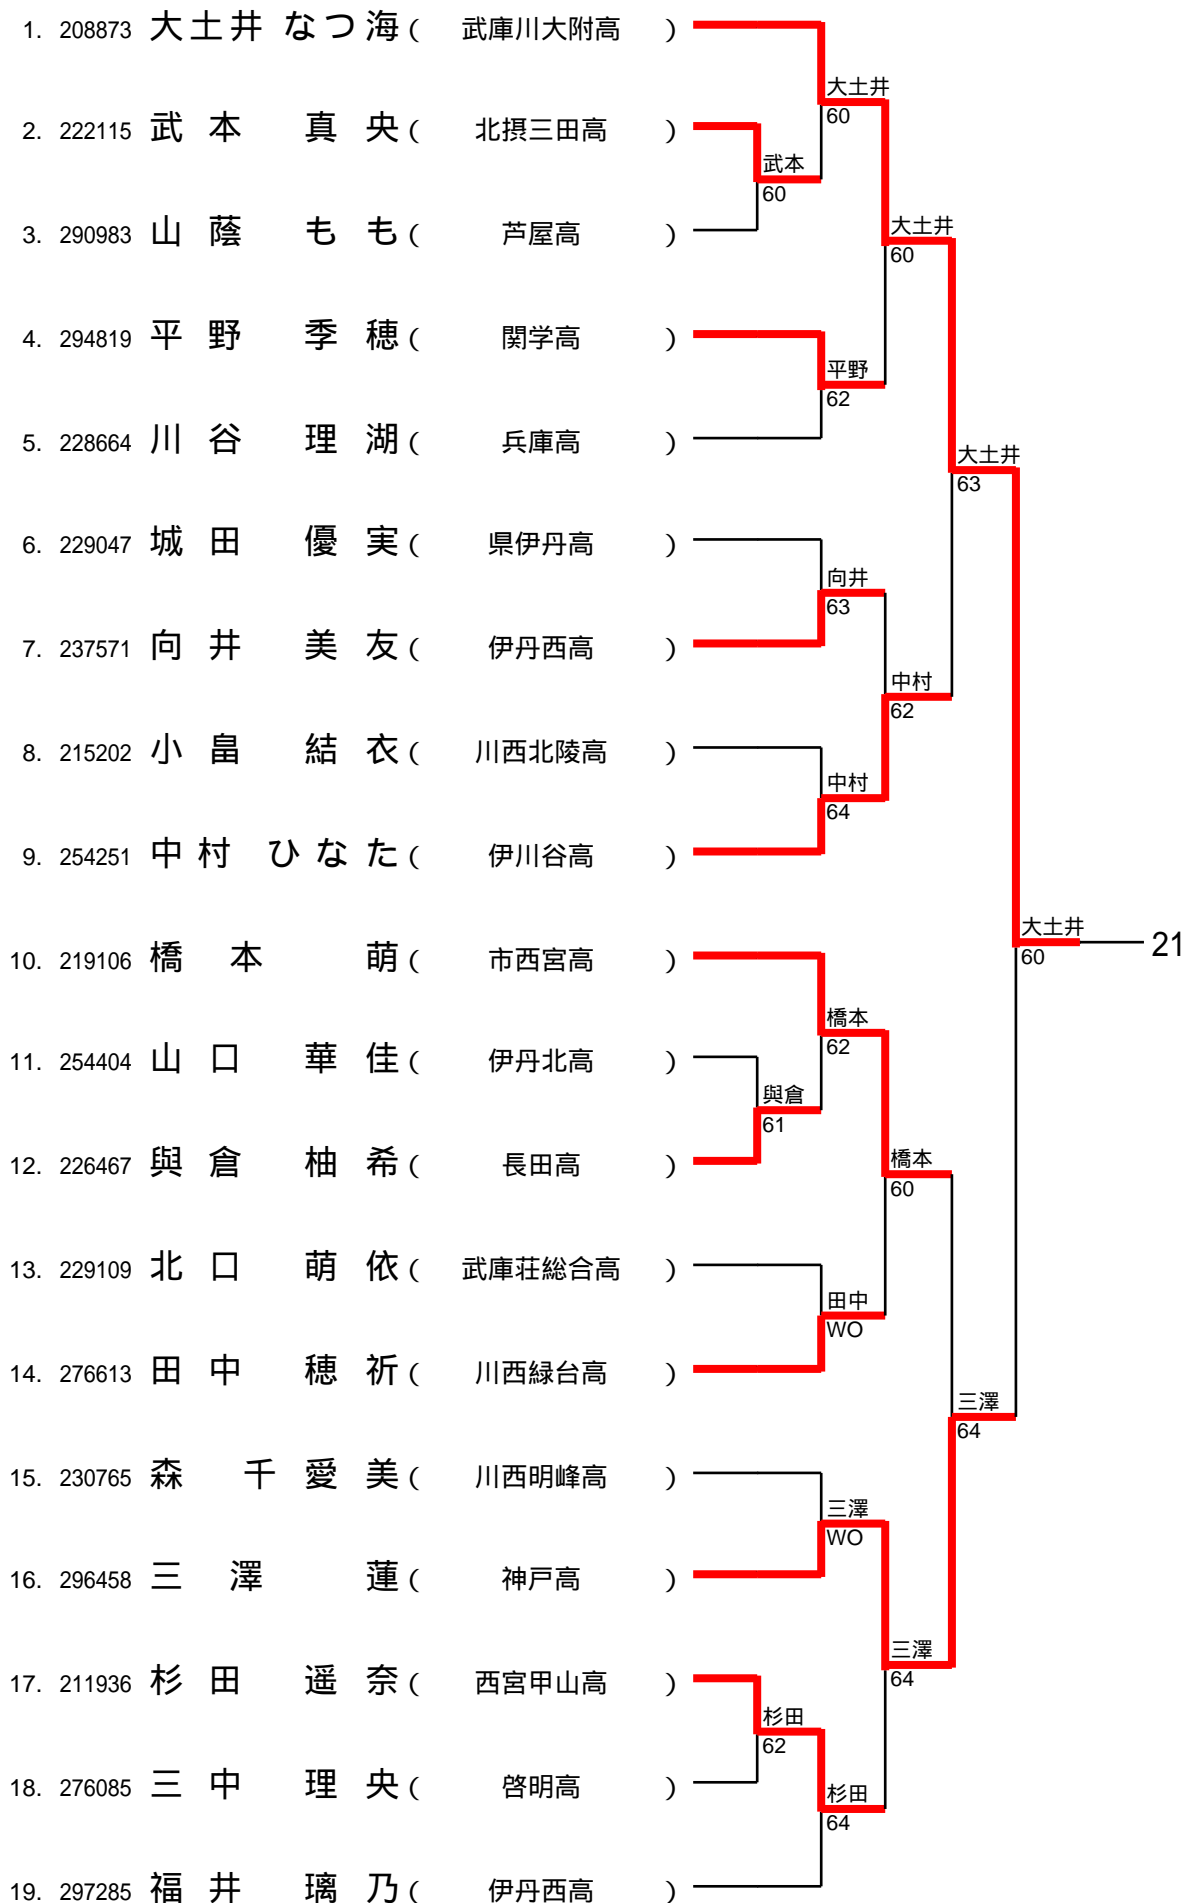 1. 208873 大土井 なつ海 ( 武庫川大附高 )
大土井
60
2. 222115 武本 真央 ( 北摂三田高 )
武本
60
3. 290983 山蔭 もも ( 芦屋高 )
大土井
60
4. 294819 平野 季穂 ( 関学高 )
平野
62
5. 228664 川谷 理湖 ( 兵庫高 )
大土井
63
6. 229047 城田 優実 ( 県伊丹高 )
向井
63
7. 237571 向井 美友 ( 伊丹西高 )
中村
62
8. 215202 小畠 結衣 ( 川西北陵高 )
中村
64
9. 254251 中村 ひなた ( 伊川谷高 )
大土井
60
21
10. 219106 橋本 萌 ( 市西宮高 )
橋本
62
11. 254404 山口 華佳 ( 伊丹北高 )
與倉
61
12. 226467 與倉 柚希 ( 長田高 )
橋本
60
13. 229109 北口 萌依 ( 武庫荘総合高 )
田中
WO
14. 276613 田中 穂祈 ( 川西緑台高 )
三澤
64
15. 230765 森 千愛美 ( 川西明峰高 )
三澤
WO
16. 296458 三澤 蓮 ( 神戸高 )
三澤
64
17. 211936 杉田 遥奈 ( 西宮甲山高 )
杉田
62
18. 276085 三中 理央 ( 啓明高 )
杉田
64
19. 297285 福井 璃乃 ( 伊丹西高 )